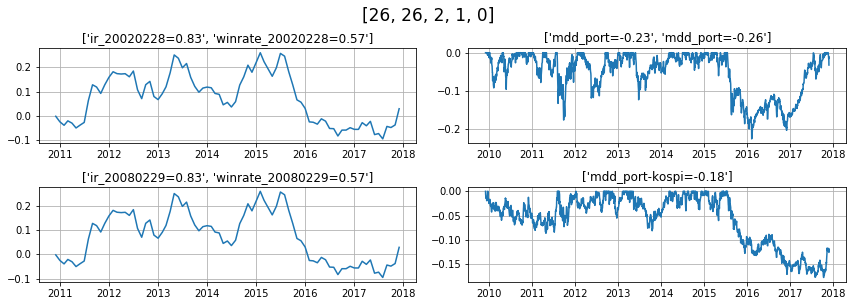 [26, 26, 2, 1, 0]
['ir_20020228=0.83', 'winrate_20020228=0.57']
0.2
0.1
0.0
−0.1
2011 2012 2013 2014 2015 2016 2017 2018
['mdd_port=-0.23', 'mdd_port=-0.26']
0.0
−0.1
−0.2
2010 2011 2012 2013 2014 2015 2016 2017 2018
['ir_20080229=0.83', 'winrate_20080229=0.57']
0.2
0.1
0.0
−0.1
2011 2012 2013 2014 2015 2016 2017 2018
['mdd_port-kospi=-0.18']
0.00
−0.05
−0.10
−0.15
2010 2011 2012 2013 2014 2015 2016 2017 2018